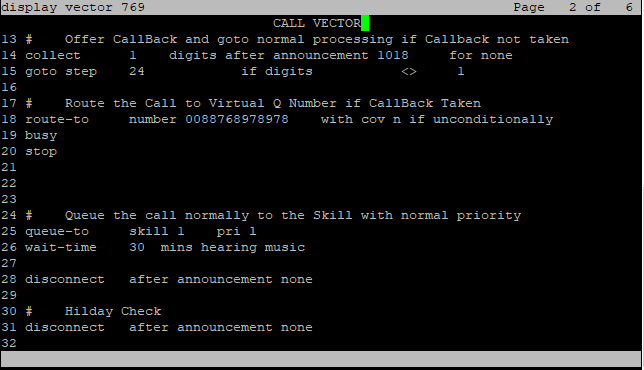 display vector 769 Page 2 of 6
CALL VECTOR
13 # Offer CallBack and goto normal processing if Callback not taken
14 collect 1 digits after announcement 1018 for none
15 goto step 24 if digits <> 1
16
17 # Route the Call to Virtual Q Number if CallBack Taken
18 route-to number 0088768978978 with cov n if unconditionally
19 busy
20 stop
21
22
23
24 # Queue the call normally to the Skill with normal priority
25 queue-to skill 1 pri l
26 wait-time 30 mins hearing music
27
28 disconnect after announcement none
29
30 # Hilday Check
31 disconnect after announcement none
32